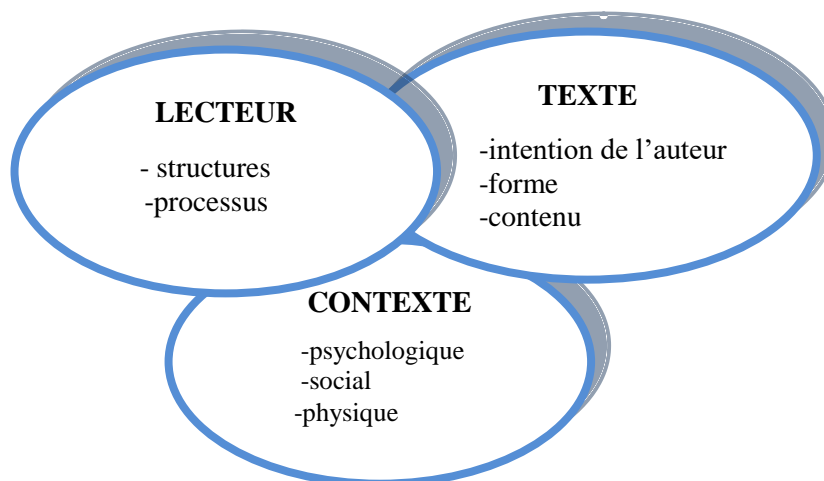 LECTEUR
- structures
-processus
TEXTE
-intention de l’auteur
-forme
-contenu
CONTEXTE
-psychologique
-social
-physique